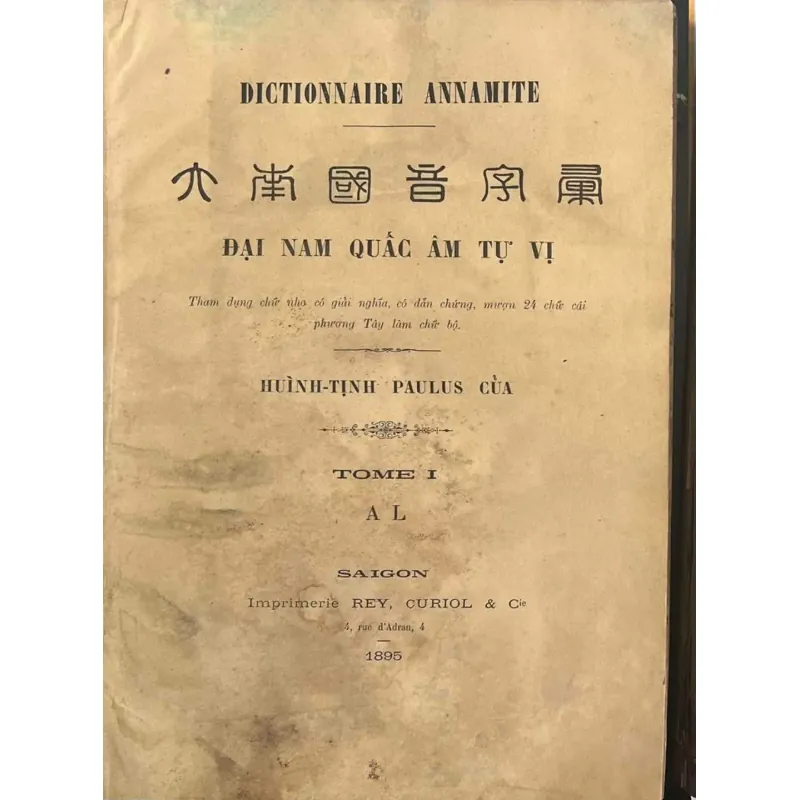 DICTIONNAIRE ANNAMITE
大南國音字彙
ĐẠI NAM QUẤC ÂM TỰ VỊ
Tham dụng chữ nho có giải nghĩa, có dẫn chứng, mượn 24 chữ cái
phương Tây làm chữ bộ.
HUÌNH-TỊNH PAULUS CỦA
TOME I
A L
SAIGON
Imprimerie REY, CURIOL & Cie
4, rue d'Adran, 4
1895